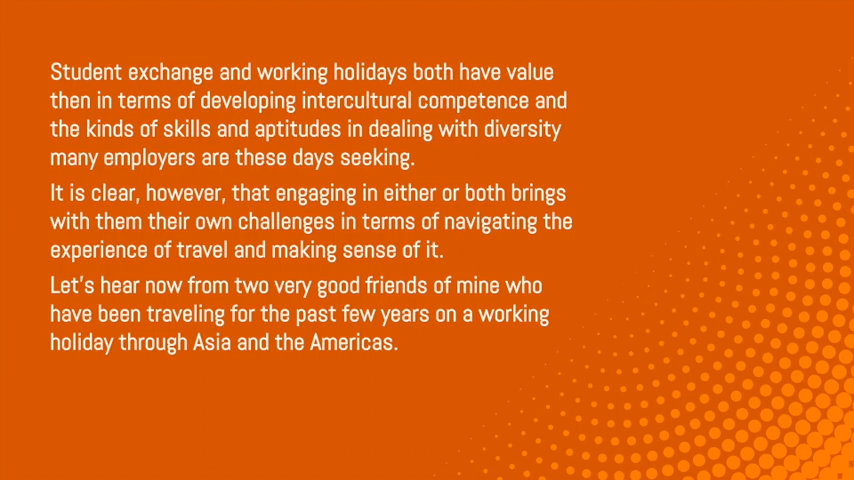 Student exchange and working holidays both have value
then in terms of developing intercultural competence and
the kinds of skills and aptitudes in dealing with diversity
many employers are these days seeking.
It is clear, however, that engaging in either or both brings
with them their own challenges in terms of navigating the
experience of travel and making sense of it.
Let's hear now from two very good friends of mine who
have been traveling for the past few years on a working
holiday through Asia and the Americas.